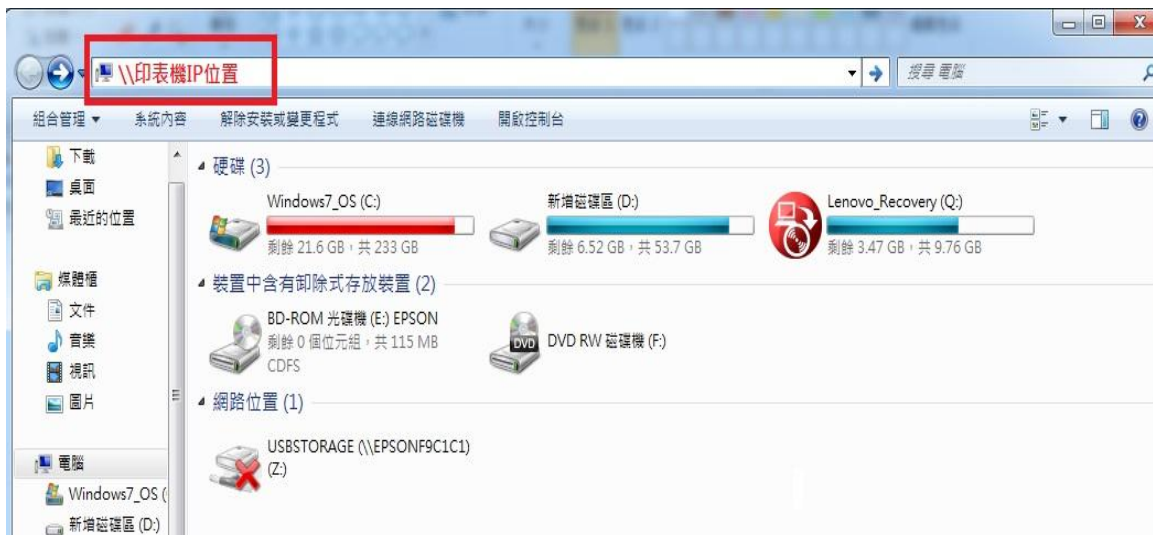 \\印表機IP位置
搜尋 電腦
組合管理 系統內容 解除安裝或變更程式 連線網路磁碟機 開啟控制台
下載
桌面
最近的位置
媒體櫃
文件
音樂
視訊
圖片
電腦
Windows7_OS (
新增磁碟區 (D:)
硬碟 (3)
Windows7_OS (C:)
剩餘 21.6 GB，共 233 GB
新增磁碟區 (D:)
剩餘 6.52 GB，共 53.7 GB
Lenovo_Recovery (Q:)
剩餘 3.47 GB，共 9.76 GB
裝置中含有卸除式存放裝置 (2)
BD-ROM 光碟機 (E:) EPSON
剩餘 0 個位元組，共 115 MB
CDFS
DVD
DVD RW 磁碟機 (F:)
網路位置 (1)
USBSTORAGE (\\EPSONF9C1C1)
(Z:)